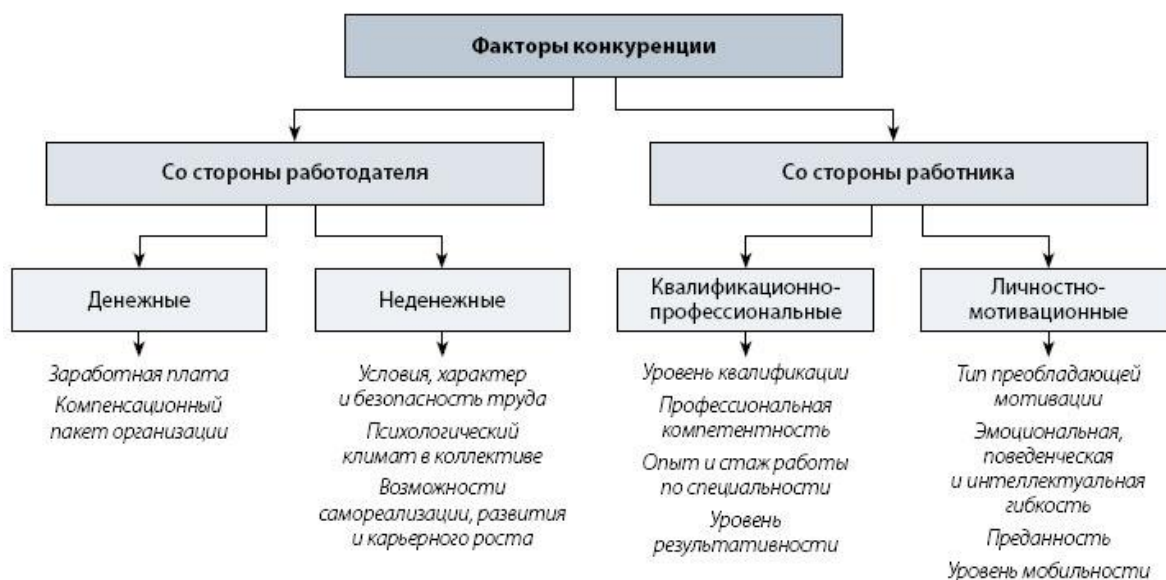 Факторы конкуренции
Со стороны работодателя
Со стороны работника
Денежные
Неденежные
Квалификационно-
профессиональные
Личностно-
мотивационные
Заработная плата
Компенсационный
пакет организации
Условия, характер
и безопасность труда
Психологический
климат в коллективе
Возможности
самореализации, развития
и карьерного роста
Уровень квалификации
Профессиональная
компетентность
Опыт и стаж работы
по специальности
Уровень
результативности
Тип преобладающей
мотивации
Эмоциональная,
поведенческая
и интеллектуальная
гибкость
Преданность
Уровень мобильности